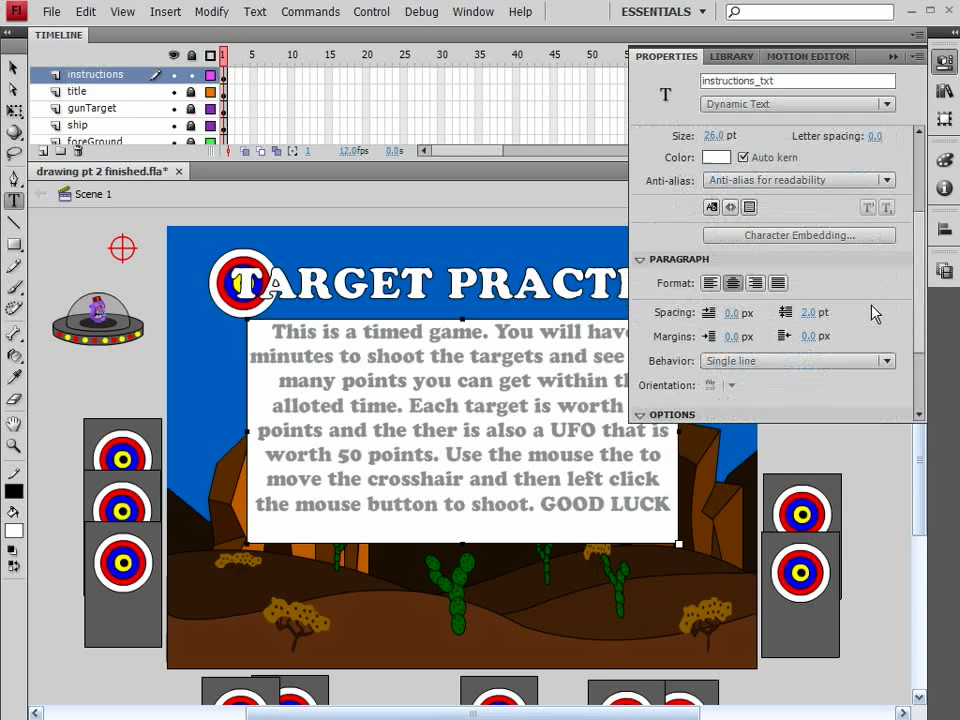 Fl File Edit View Insert Modify Text Commands Control Debug Window Help ESSENTIALS
TIMELINE
1 5 10 15 20 25 30 35 40 45 50
instructions
title
gunTarget
ship
foreGround
1 12.0fps 0.0s
drawing pt 2 finished.fla*
Scene 1
PROPERTIES LIBRARY MOTION EDITOR
T
instructions_txt
Dynamic Text
Size: 26.0 pt Letter spacing: 0.0
Color: Auto kern
Anti-alias: Anti-alias for readability
Character Embedding...
PARAGRAPH
Format:
Spacing: 0.0 px 2.0 pt
Margins: 0.0 px 0.0 px
Behavior: Single line
Orientation:
OPTIONS
TARGET PRACTI
This is a timed game. You will have
minutes to shoot the targets and see
many points you can get within th
alloted time. Each target is worth
points and the ther is also a UFO that is
worth 50 points. Use the mouse the to
move the crosshair and then left click
the mouse button to shoot. GOOD LUCK